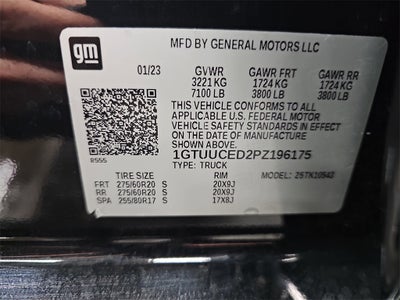 gm
MFD BY GENERAL MOTORS LLC
01/23 GVWR GAWR FRT GAWR RR
3221 KG 1724 KG 1724 KG
7100 LB 3800 LB 3800 LB
THIS VEHICLE CONFORMS TO ALL
APPLICABLE U.S. FEDERAL MOTOR
VEHICLE SAFETY STANDARDS
IN EFFECT ON THE DATE OF MANUFACTURE
SHOWN ABOVE.
1GTUUCED2PZ196175
TYPE: TRUCK
TIRE SIZE RIM MODEL:
FRT 275/60R20 S 20X9J
RR 275/60R20 S 20X9J
SPA 255/80R17 S 17X8J